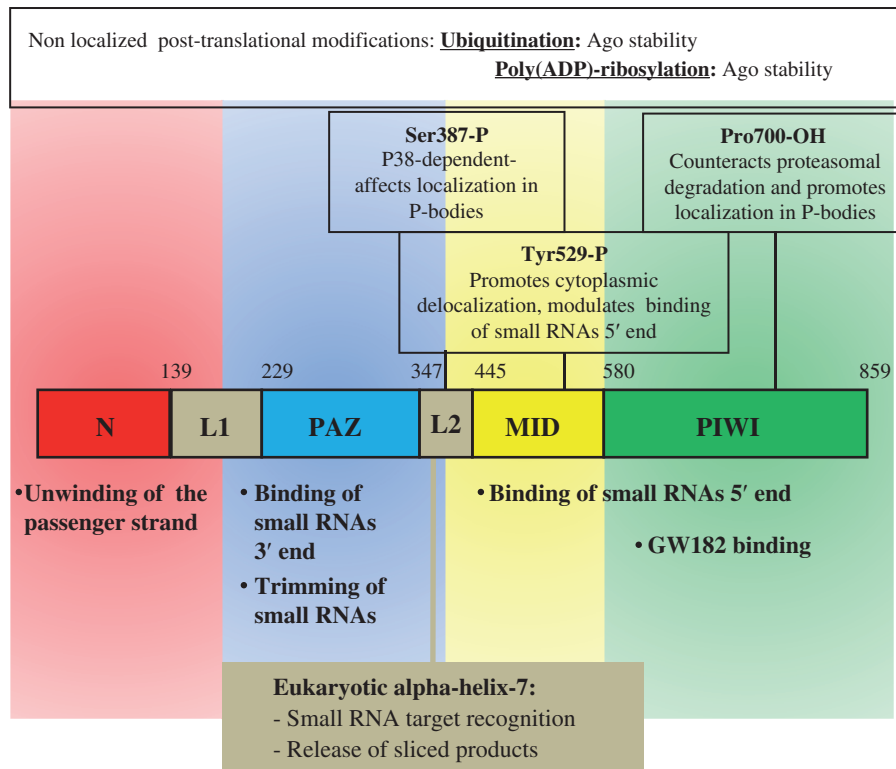 Non localized post-translational modifications: Ubiquitination: Ago stability
Poly(ADP)-ribosylation: Ago stability
Ser387-P
P38-dependent-
affects localization in
P-bodies
Pro700-OH
Counteracts proteasomal
degradation and promotes
localization in P-bodies
Tyr529-P
Promotes cytoplasmic
delocalization, modulates binding
of small RNAs 5′ end
139 229 347 445 580 859
N L1 PAZ L2 MID PIWI
• Unwinding of the
passenger strand
• Binding of
small RNAs
3′ end
• Trimming of
small RNAs
• Binding of small RNAs 5′ end
• GW182 binding
Eukaryotic alpha-helix-7:
- Small RNA target recognition
- Release of sliced products